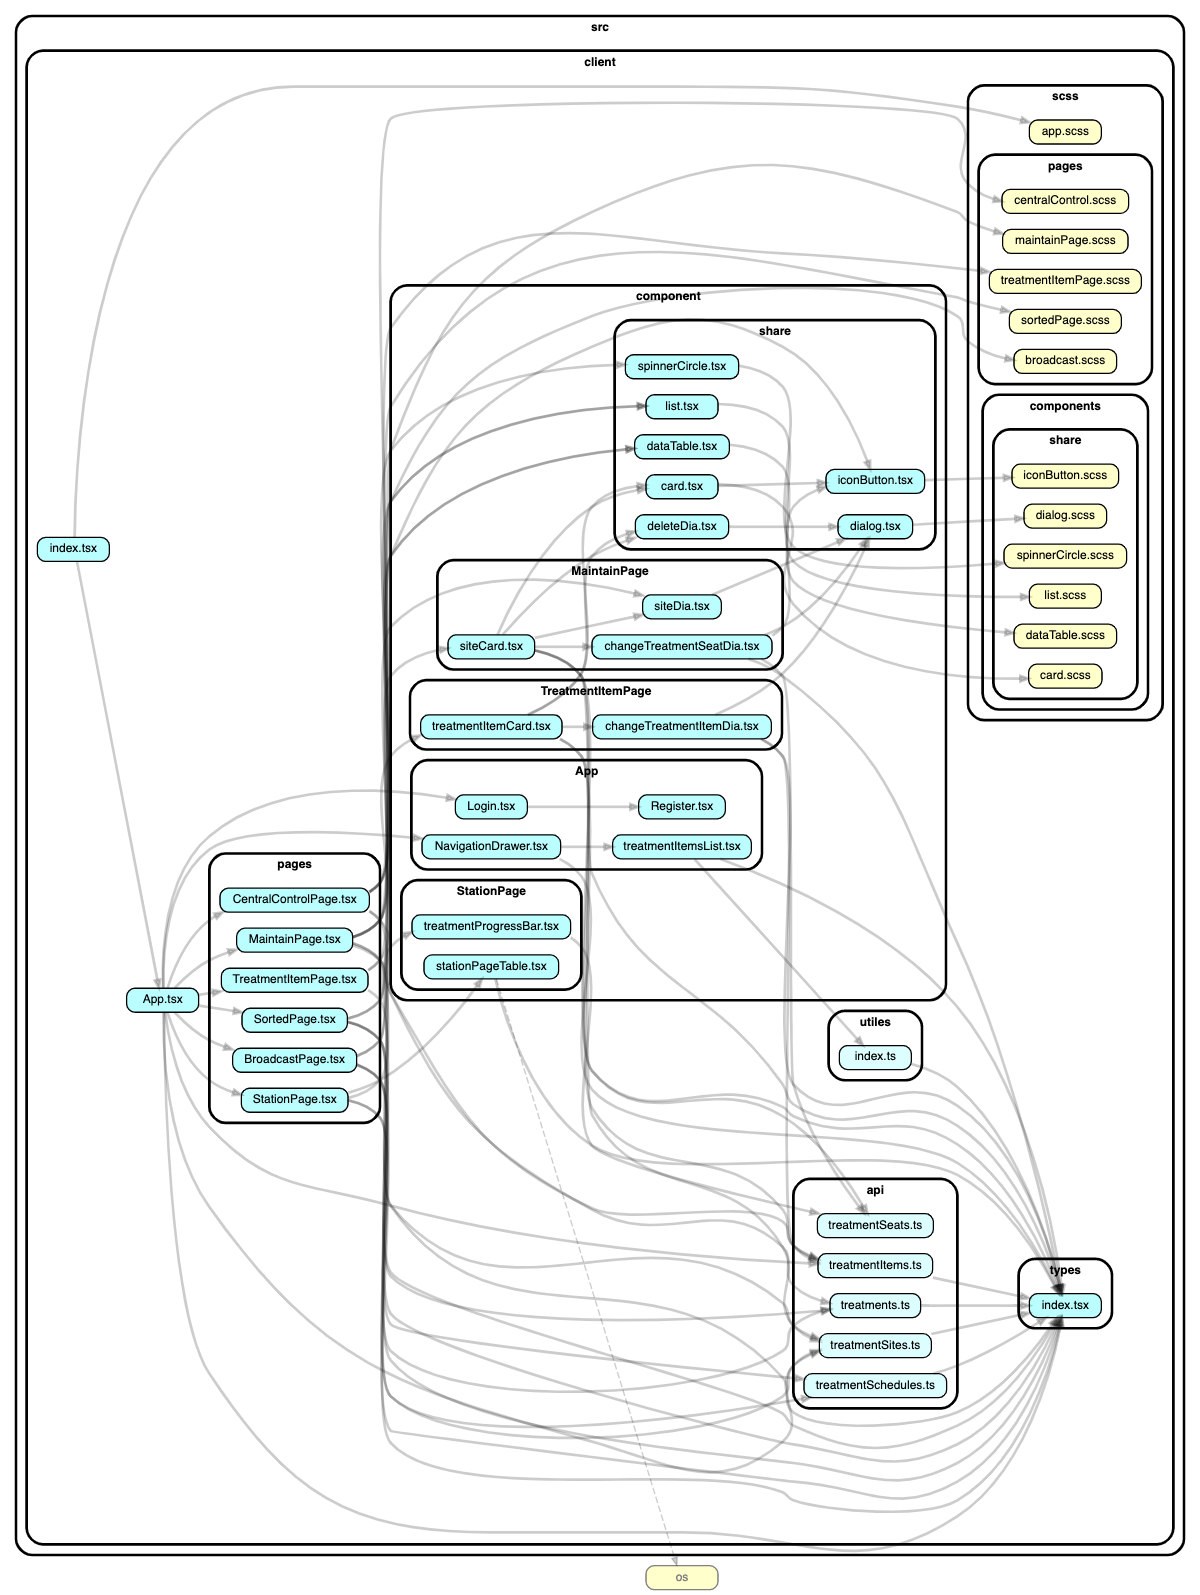 src
client
scss
app.scss
pages
centralControl.scss
maintainPage.scss
treatmentItemPage.scss
sortedPage.scss
broadcast.scss
components
share
iconButton.scss
dialog.scss
spinnerCircle.scss
list.scss
dataTable.scss
card.scss
component
share
spinnerCircle.tsx
list.tsx
dataTable.tsx
card.tsx
iconButton.tsx
deleteDia.tsx
dialog.tsx
index.tsx
MaintainPage
siteDia.tsx
siteCard.tsx
changeTreatmentSeatDia.tsx
TreatmentItemPage
treatmentItemCard.tsx
changeTreatmentItemDia.tsx
App
Login.tsx
Register.tsx
NavigationDrawer.tsx
treatmentItemsList.tsx
StationPage
treatmentProgressBar.tsx
stationPageTable.tsx
pages
CentralControlPage.tsx
MaintainPage.tsx
TreatmentItemPage.tsx
SortedPage.tsx
BroadcastPage.tsx
StationPage.tsx
App.tsx
utiles
index.ts
api
treatmentSeats.ts
treatmentItems.ts
treatments.ts
treatmentSites.ts
treatmentSchedules.ts
types
index.tsx
os